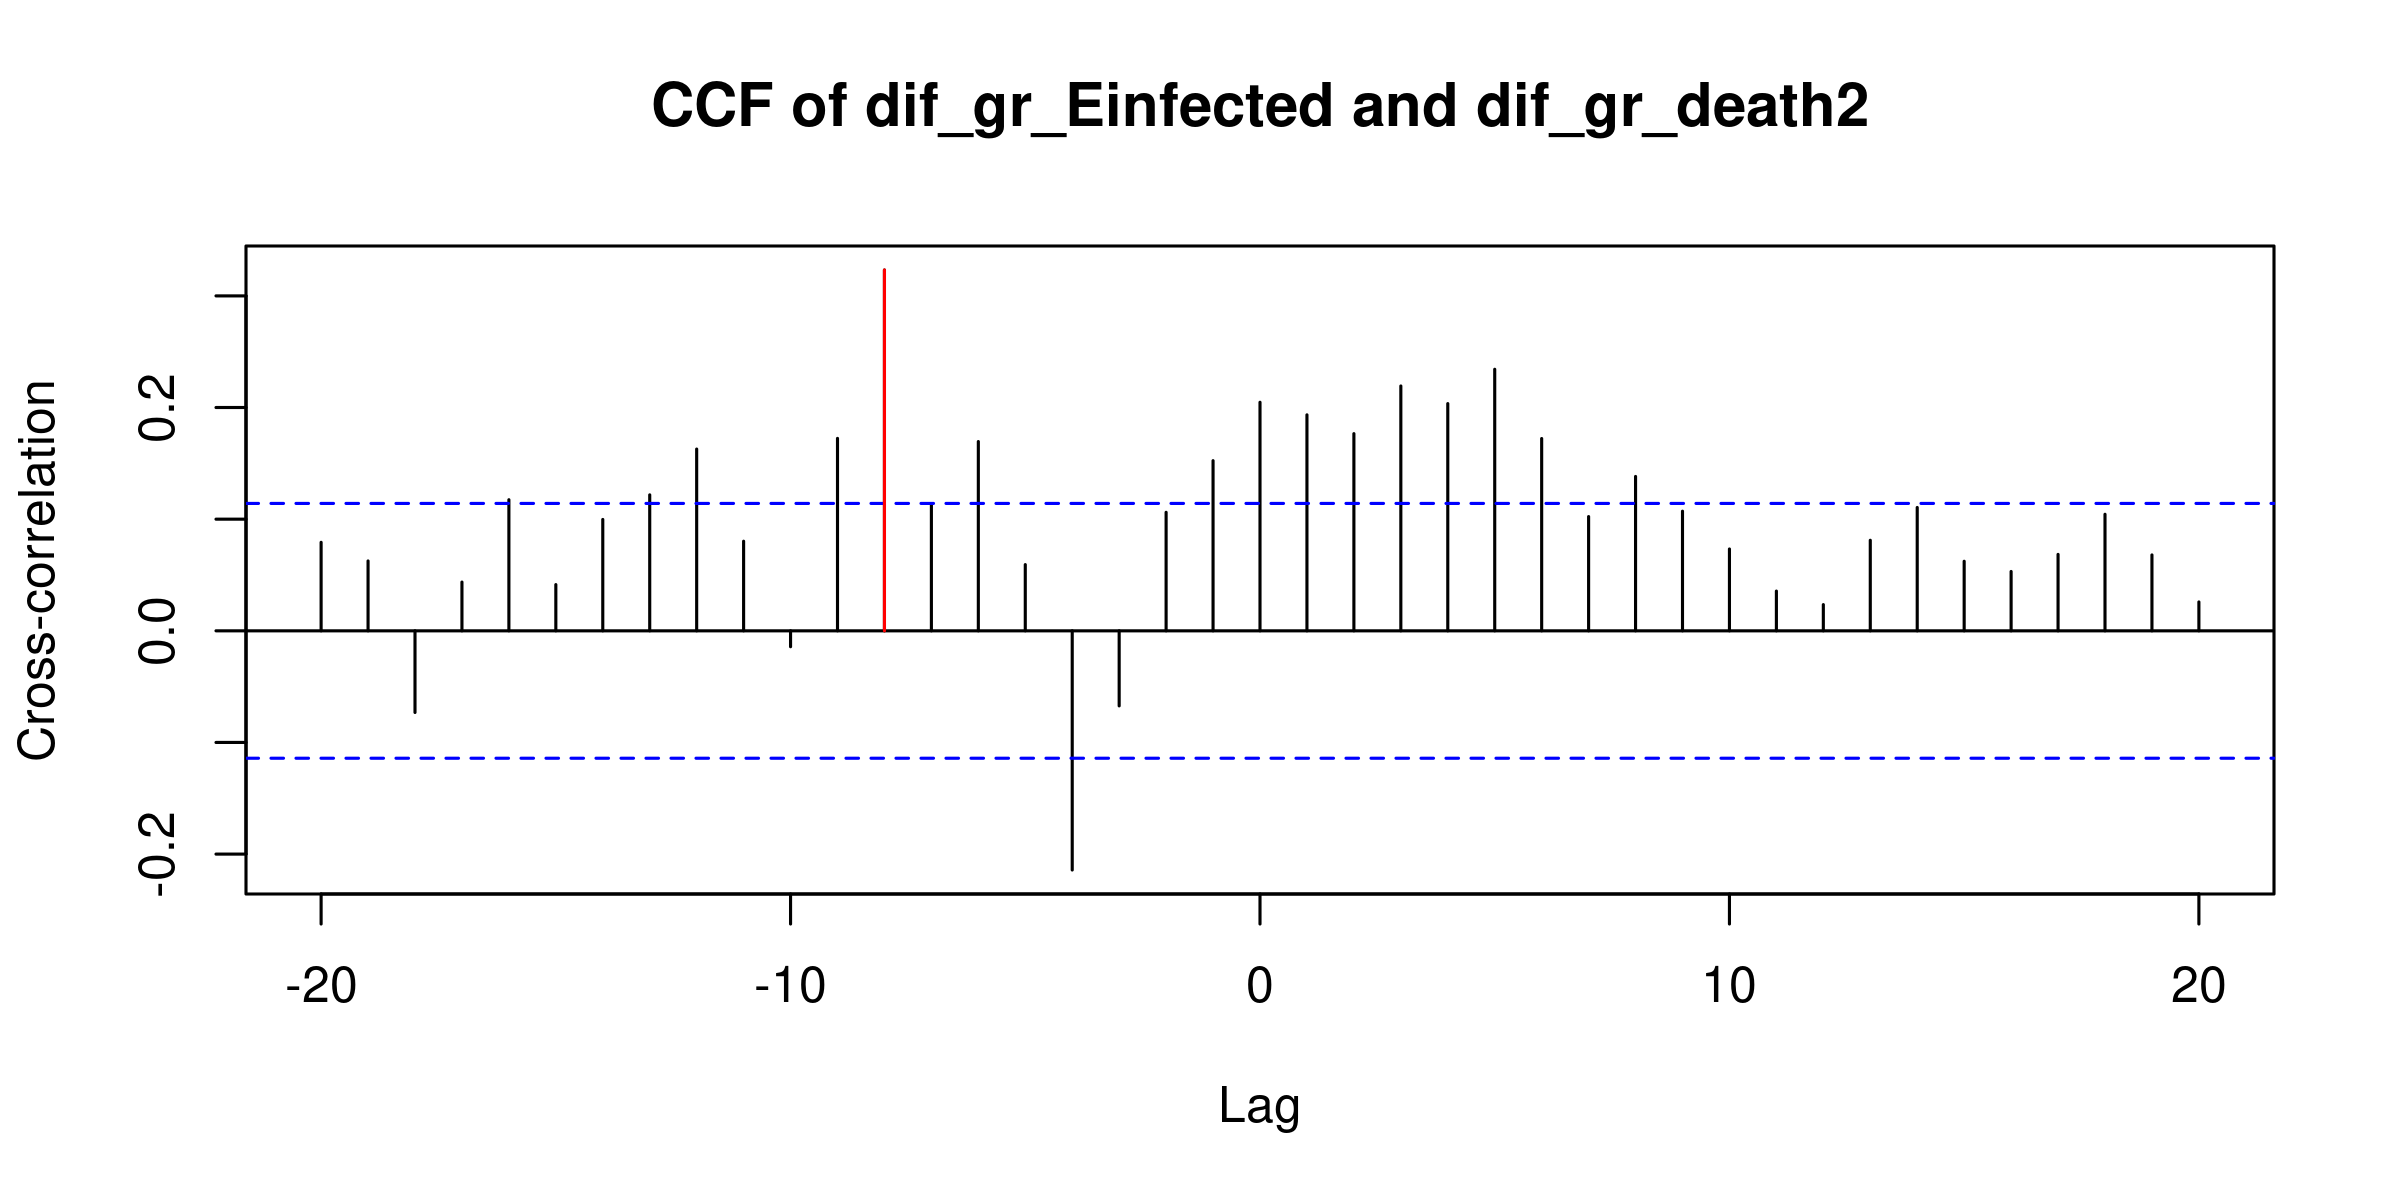 CCF of dif_gr_Einfected and dif_gr_death2
Cross-correlation
0.2
0.0
-0.2
-20 -10 0 10 20
Lag